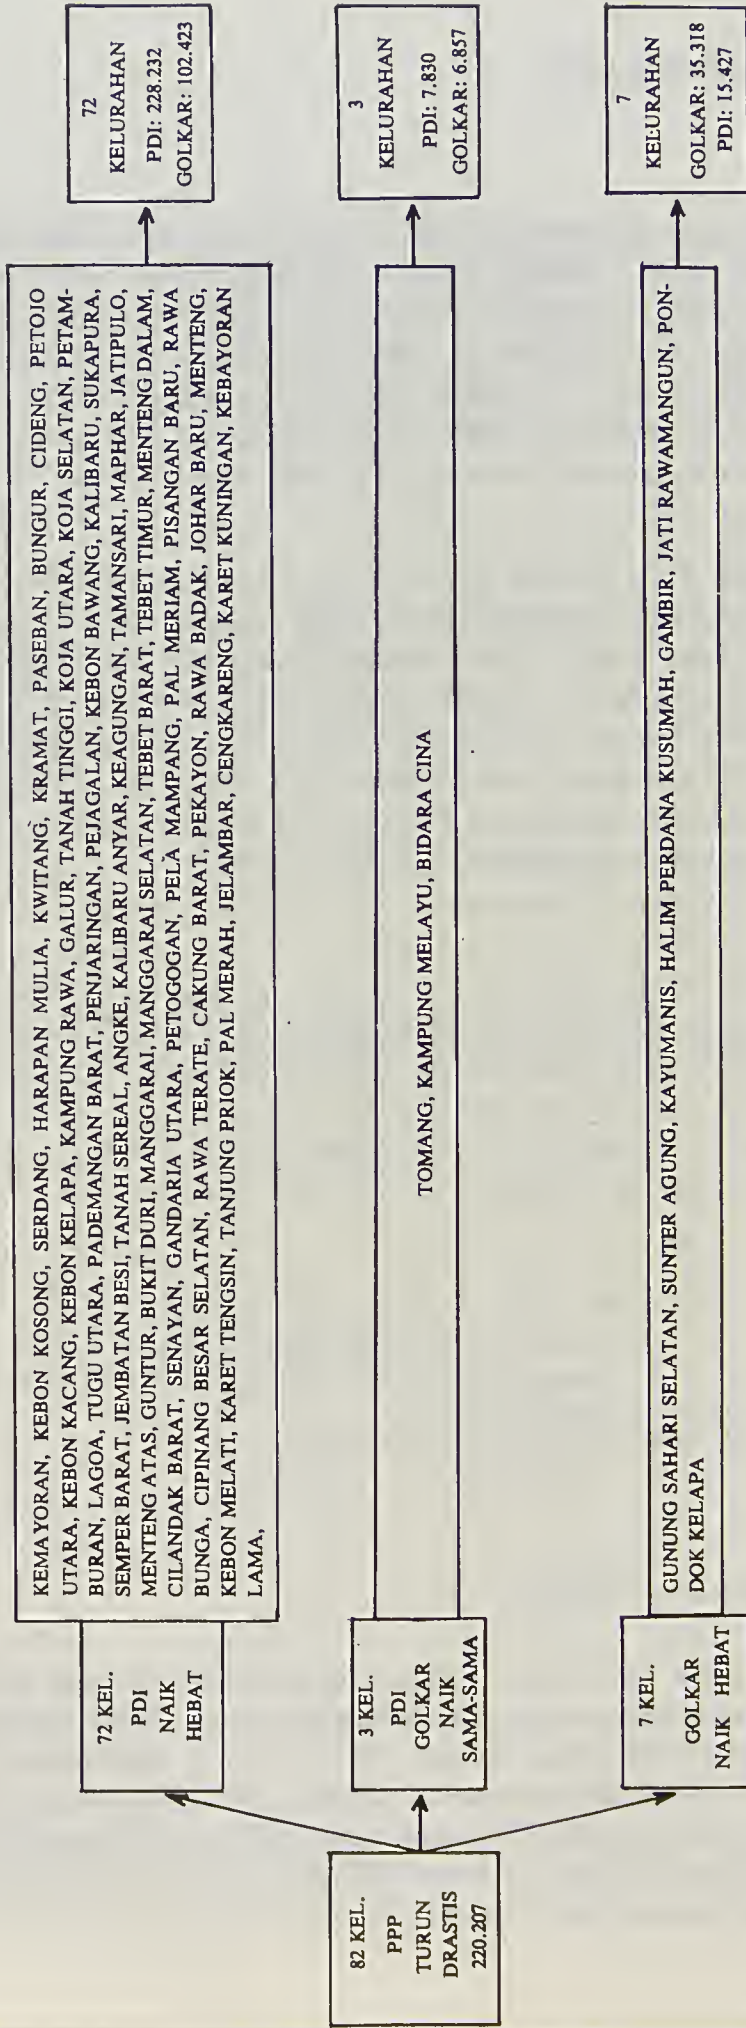 82 KEL.
PPP
TURUN
DRASTIS
220.207
72 KEL.
PDI
NAIK
HEBAT
KEMAYORAN, KEBON KOSONG, SERDANG, HARAPAN MULIA, KWITANG, KRAMAT, PASEBAN, BUNGUR, CIDENG, PETOJO
UTARA, KEBON KACANG, KEBON KELAPA, KAMPUNG RAWA, GALUR, TANAH TINGGI, KOJA UTARA, KOJA SELATAN, PETAM-
BURAN, LAGOA, TUGU UTARA, PADEMANGAN BARAT, PENJARINGAN, PEJAGALAN, KEBON BAWANG, KALIBARU, SUKAPURA,
SEMPER BARAT, JEMBATAN BESI, TANAH SEREAL, ANGKE, KALIBARU ANYAR, KEAGUNGAN, TAMANSARI, MAPHAR, JATIPULO,
MENTENG ATAS, GUNTUR, BUKIT DURI, MANGGARAI, MANGGARAI SELATAN, TEBET BARAT, TEBET TIMUR, MENTENG DALAM,
CILANDAK BARAT, SENAYAN, GANDARIA UTARA, PETOGOGAN, PELA MAMPANG, PAL MERIAM, PISANGAN BARU, RAWA
BUNGA, CIPINANG BESAR SELATAN, RAWA TERATE, CAKUNG BARAT, PEKAYON, RAWA BADAK, JOHAR BARU, MENTENG,
KEBON MELATI, KARET TENGSIN, TANJUNG PRIOK, PAL MERAH, JELAMBAR, CENGKARENG, KARET KUNINGAN, KEBAYORAN
LAMA,
72
KELURAHAN
PDI: 228.232
GOLKAR: 102.423
3 KEL.
PDI
GOLKAR
NAIK
SAMA-SAMA
TOMANG, KAMPUNG MELAYU, BIDARA CINA
3
KELURAHAN
PDI: 7.830
GOLKAR: 6.857
7 KEL.
GOLKAR
NAIK HEBAT
GUNUNG SAHARI SELATAN, SUNTER AGUNG, KAYUMANIS, HALIM PERDANA KUSUMAH, GAMBIR, JATI RAWAMANGUN, PON-
DOK KELAPA
7
KELURAHAN
GOLKAR: 35.318
PDI: 15.427